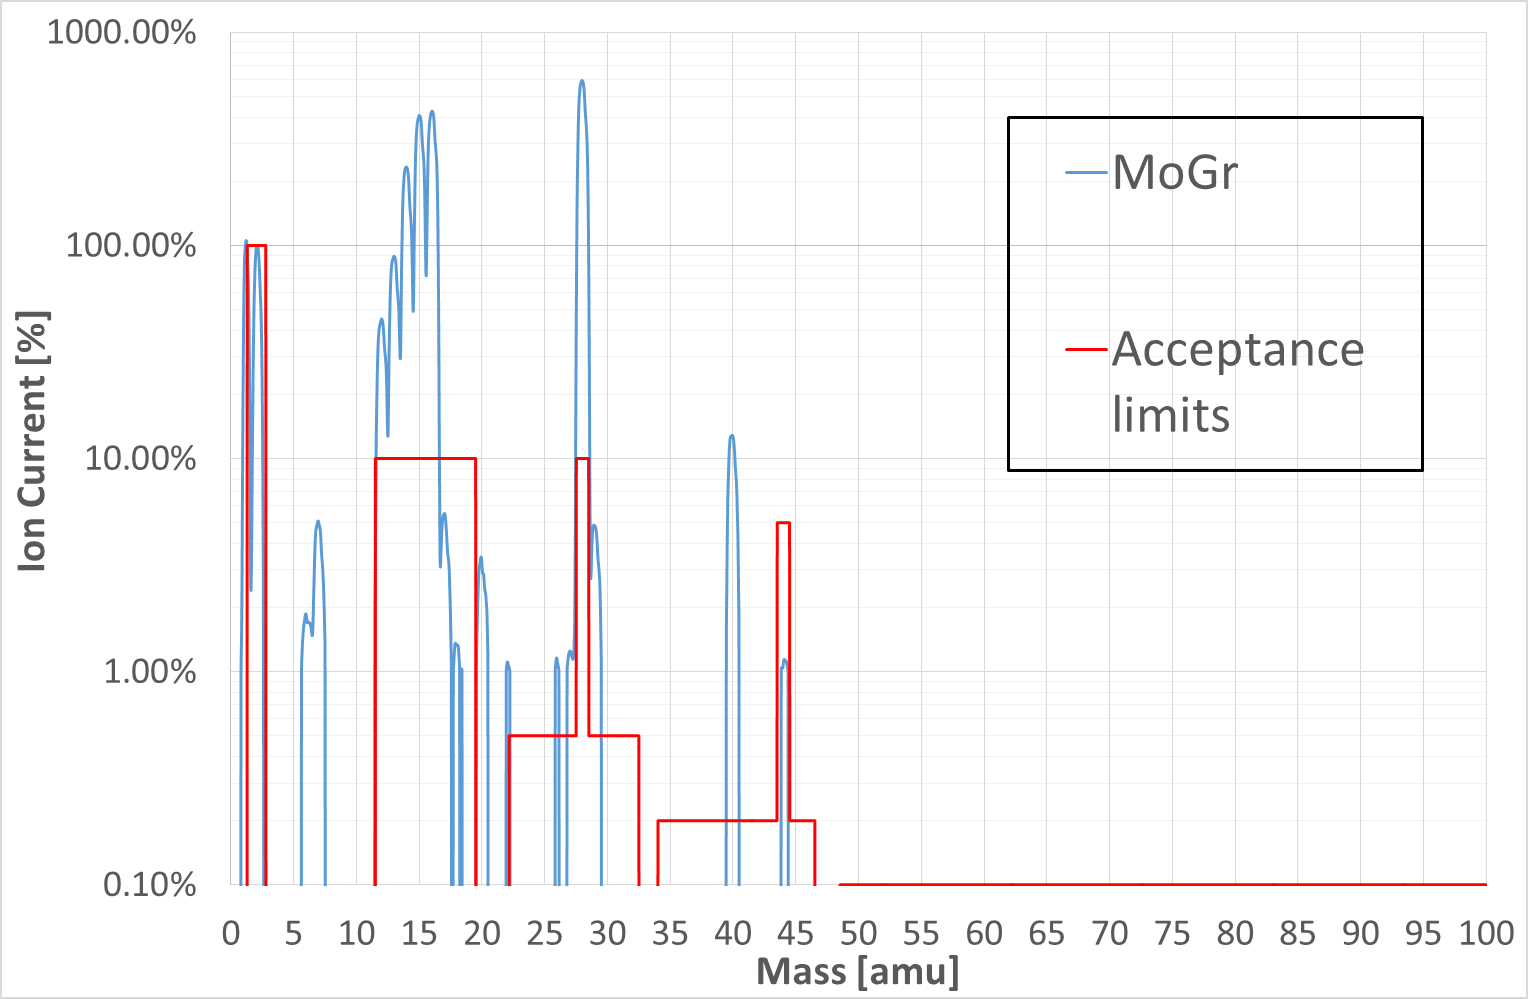 1000.00%
100.00%
10.00%
1.00%
0.10%
Ion Current [%]
MoGr
Acceptance
limits
0 5 10 15 20 25 30 35 40 45 50 55 60 65 70 75 80 85 90 95 100
Mass [amu]